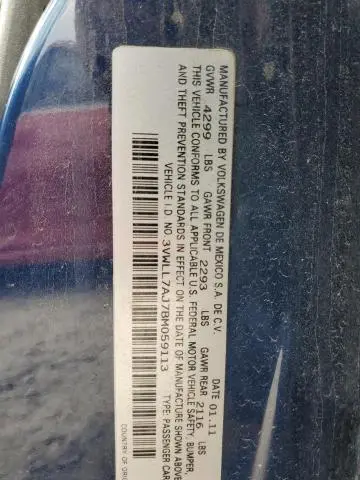 MANUFACTURED BY VOLKSWAGEN DE MEXICO S.A. DE C.V. DATE 01.11
GVWR 4299 LBS GAWR FRONT 2293 LBS GAWR REAR 2116 LBS
THIS VEHICLE CONFORMS TO ALL APPLICABLE U.S. FEDERAL MOTOR VEHICLE SAFETY, BUMPER,
AND THEFT PREVENTION STANDARDS IN EFFECT ON THE DATE OF MANUFACTURE SHOWN ABOVE
VEHICLE I D NO.:3VWLL7AJ7BM059113 TYPE: PASSENGER CAR
COUNTRY OF